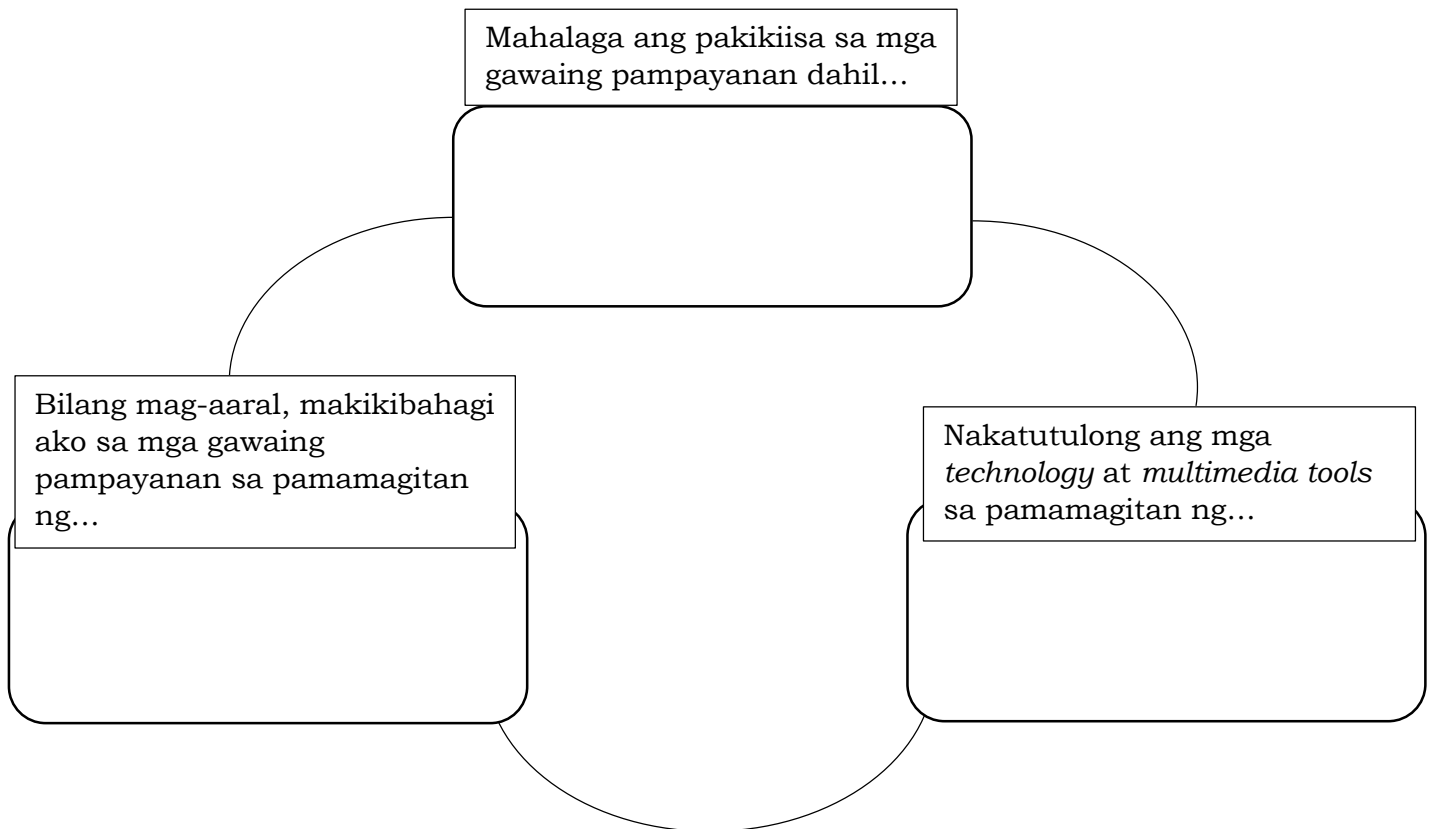 Mahalaga ang pakikiisa sa mga
gawaing pampayanan dahil…
Bilang mag-aaral, makikibahagi
ako sa mga gawaing
pampayanan sa pamamagitan
ng…
Nakatutulong ang mga
technology at multimedia tools
sa pamamagitan ng…